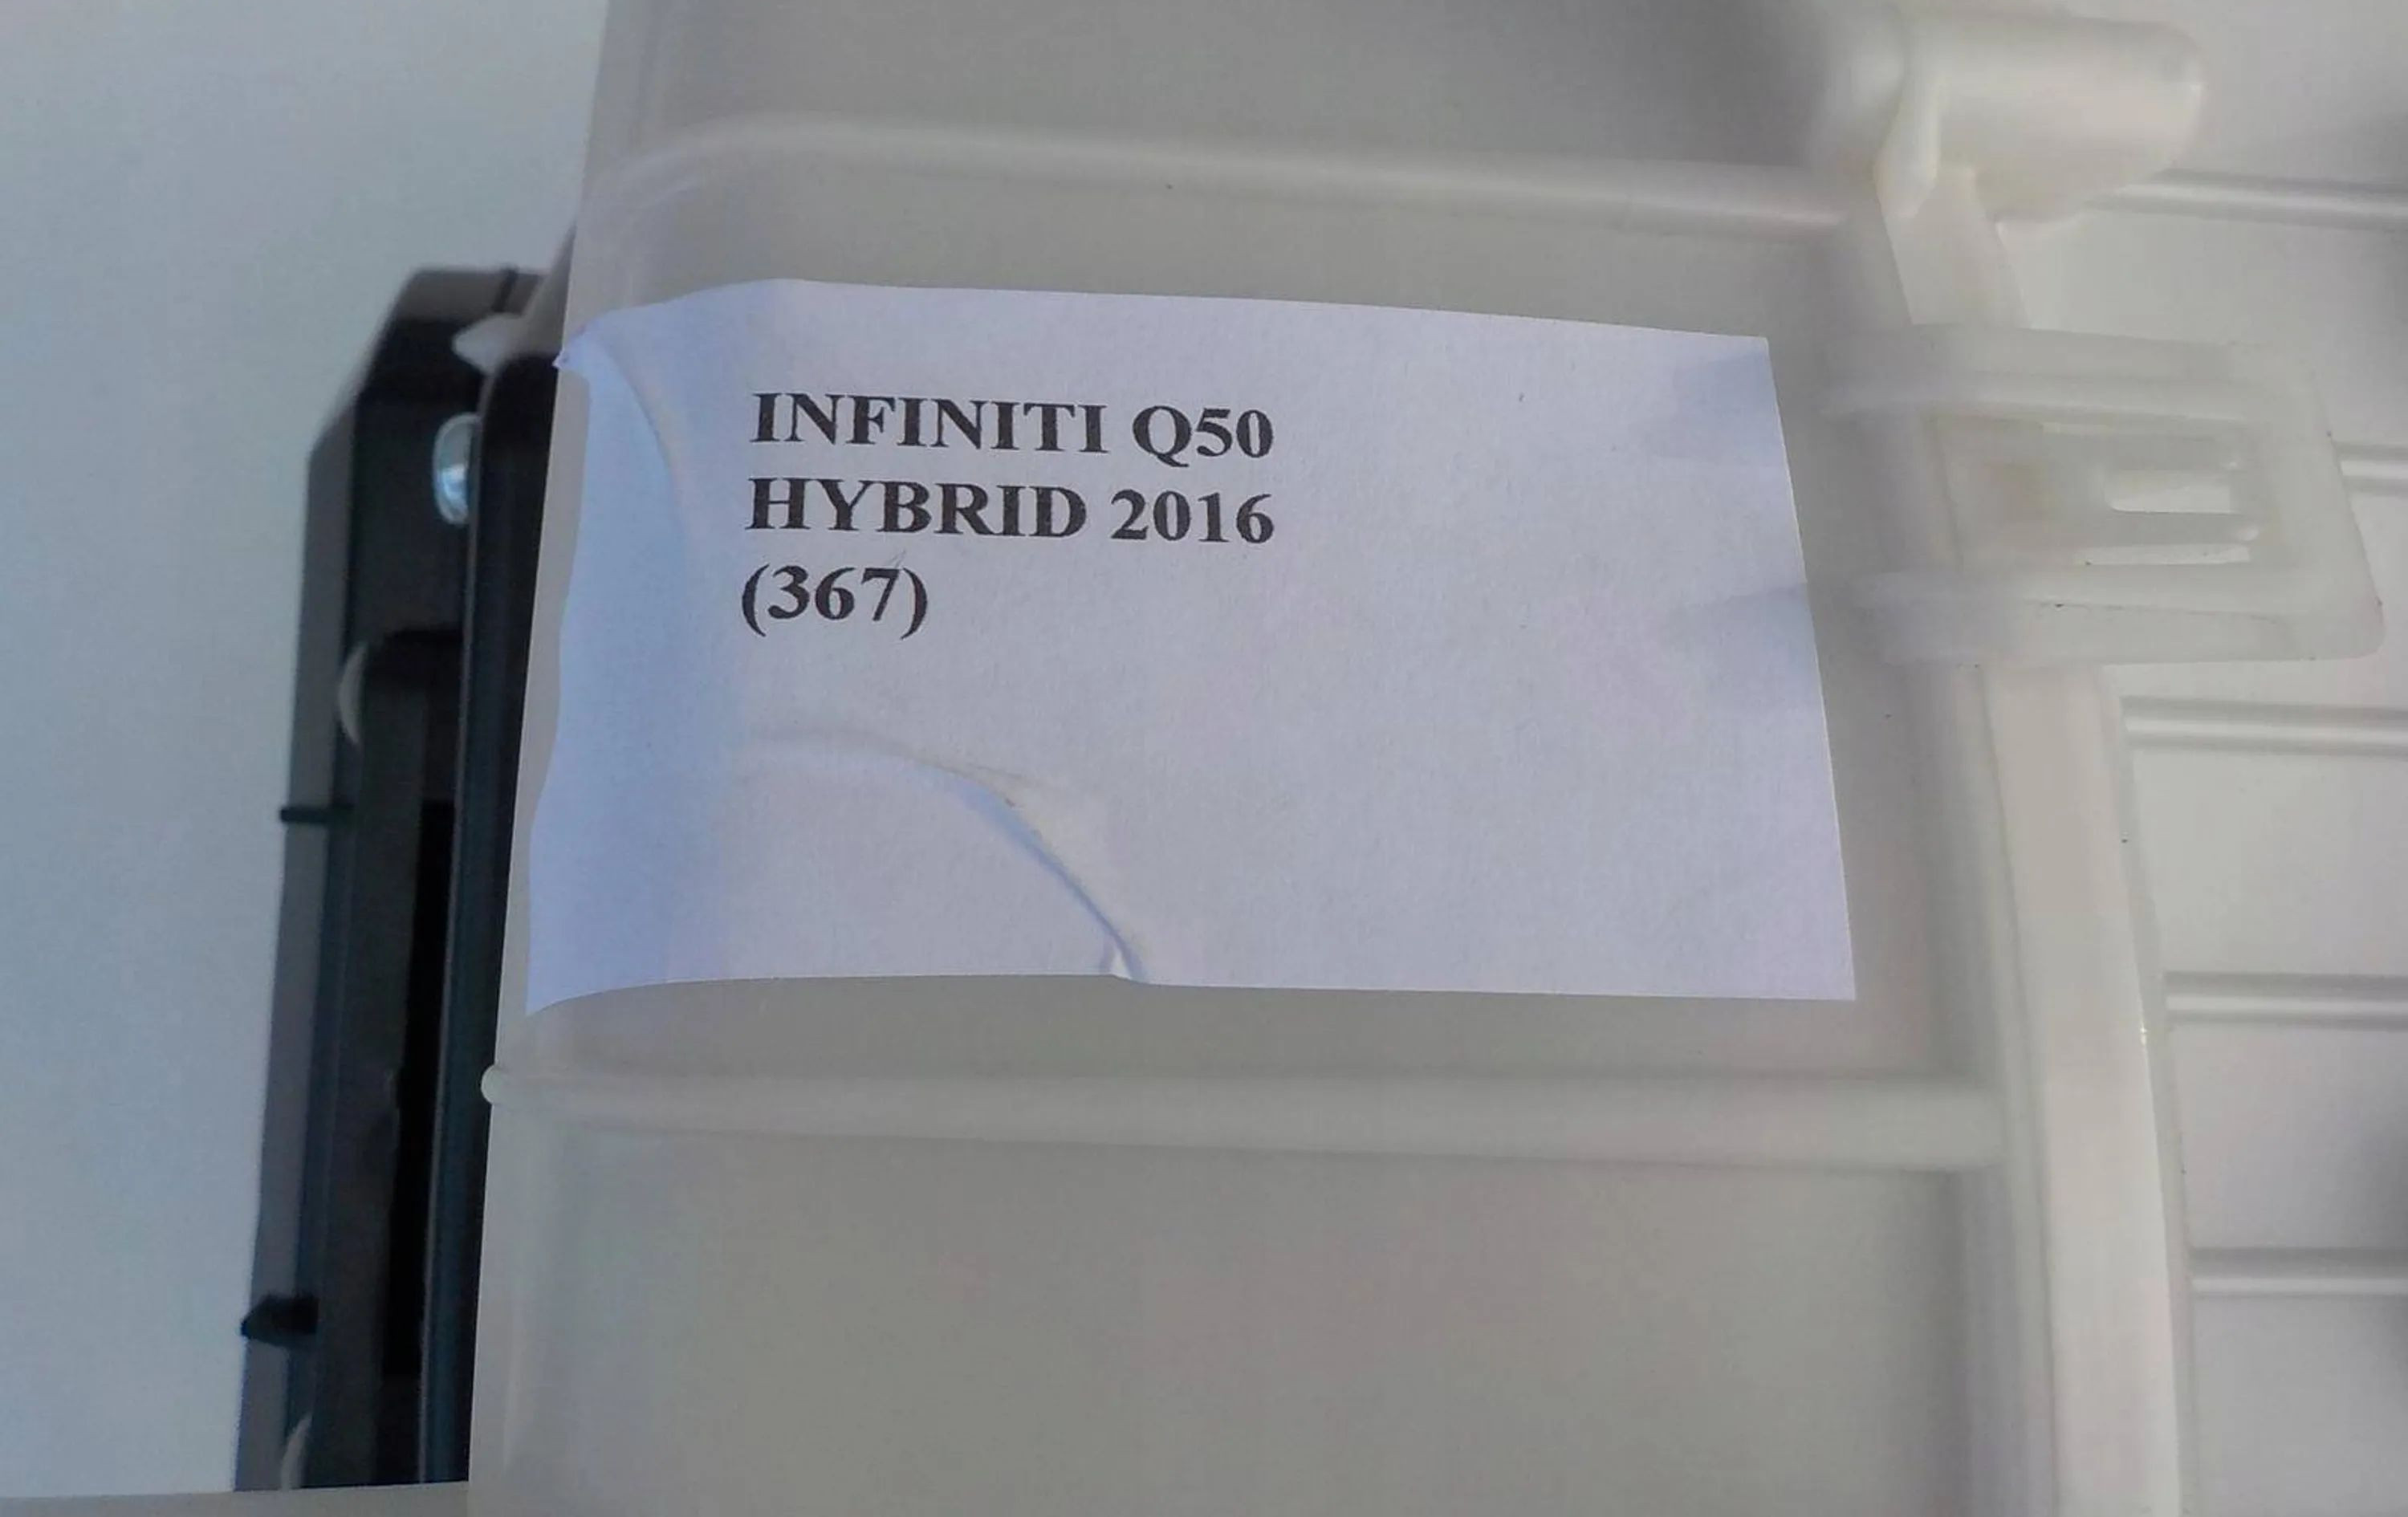 INFINITI Q50
HYBRID 2016
(367)